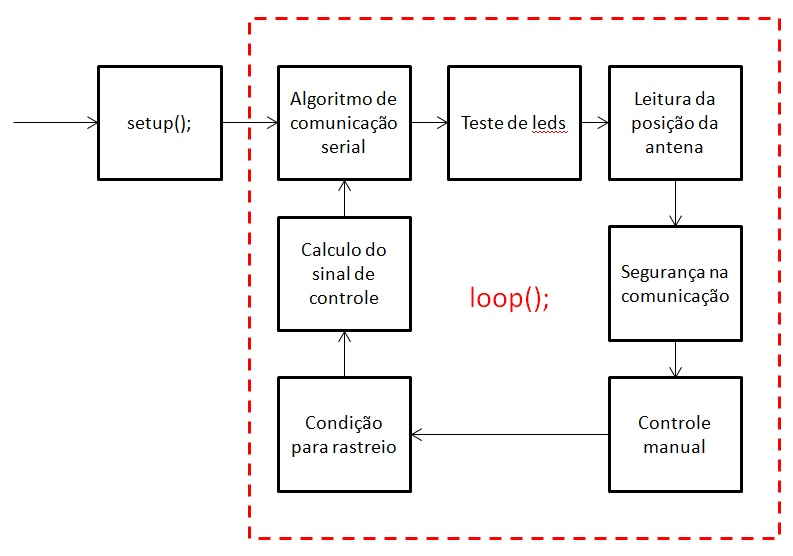 setup();
Algoritmo de
comunicação
serial
Teste de leds
Leitura da
posição da
antena
Segurança na
comunicação
Controle
manual
Condição
para rastreio
Calculo do
sinal de
controle
loop();